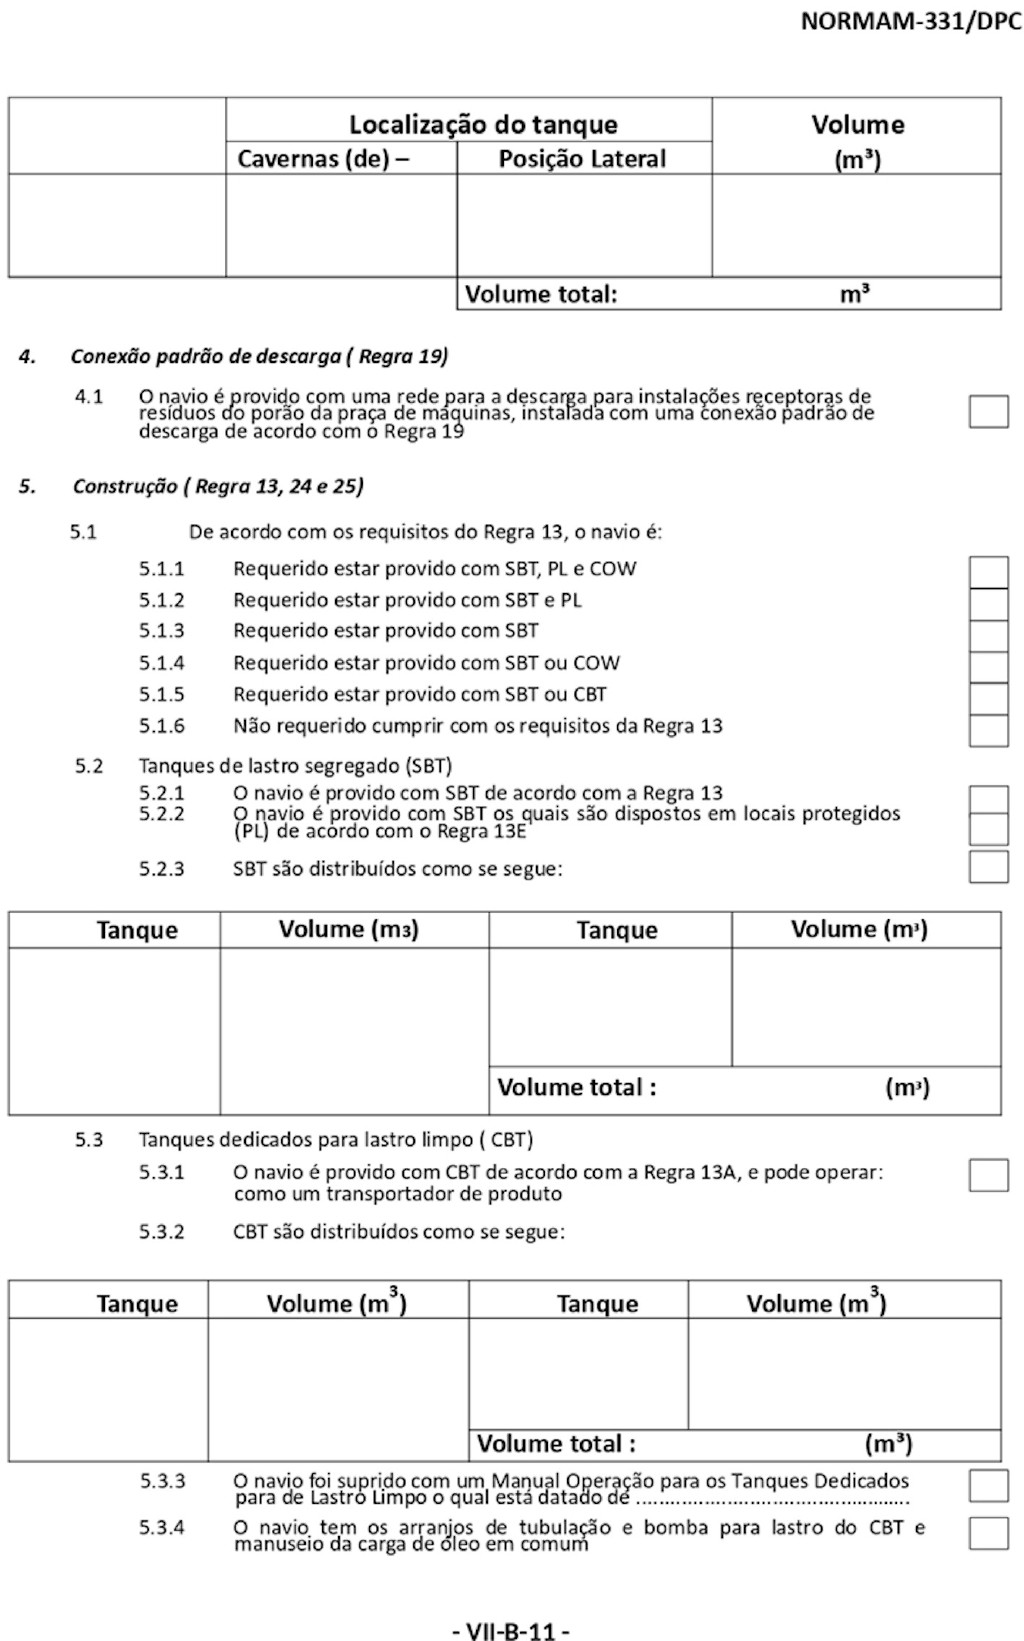 NORMAM-331/DPC
Localização do tanque
Volume
(m³)
Cavernas (de) –
Posição Lateral
Volume total: m³
4. Conexão padrão de descarga ( Regra 19)
4.1 O navio é provido com uma rede para a descarga para instalações receptoras de
resíduos do porão da praça de máquinas, instalada com uma conexão padrão de
descarga de acordo com o Regra 19
5. Construção ( Regra 13, 24 e 25)
5.1 De acordo com os requisitos do Regra 13, o navio é:
5.1.1 Requerido estar provido com SBT, PL e COW
5.1.2 Requerido estar provido com SBT e PL
5.1.3 Requerido estar provido com SBT
5.1.4 Requerido estar provido com SBT ou COW
5.1.5 Requerido estar provido com SBT ou CBT
5.1.6 Não requerido cumprir com os requisitos da Regra 13
5.2 Tanques de lastro segregado (SBT)
5.2.1 O navio é provido com SBT de acordo com a Regra 13
5.2.2 O navio é provido com SBT os quais são dispostos em locais protegidos
(PL) de acordo com o Regra 13E
5.2.3 SBT são distribuídos como se segue:
Tanque Volume (m3) Tanque Volume (m³)
Volume total : (m³)
5.3 Tanques dedicados para lastro limpo ( CBT)
5.3.1 O navio é provido com CBT de acordo com a Regra 13A, e pode operar:
como um transportador de produto
5.3.2 CBT são distribuídos como se segue:
Tanque Volume (m³) Tanque Volume (m³)
Volume total : (m³)
5.3.3 O navio foi suprido com um Manual Operação para os Tanques Dedicados
para de Lastro Limpo o qual está datado de ................................................
5.3.4 O navio tem os arranjos de tubulação e bomba para lastro do CBT e
manuseio da carga de óleo em comum
- VII-B-11 -